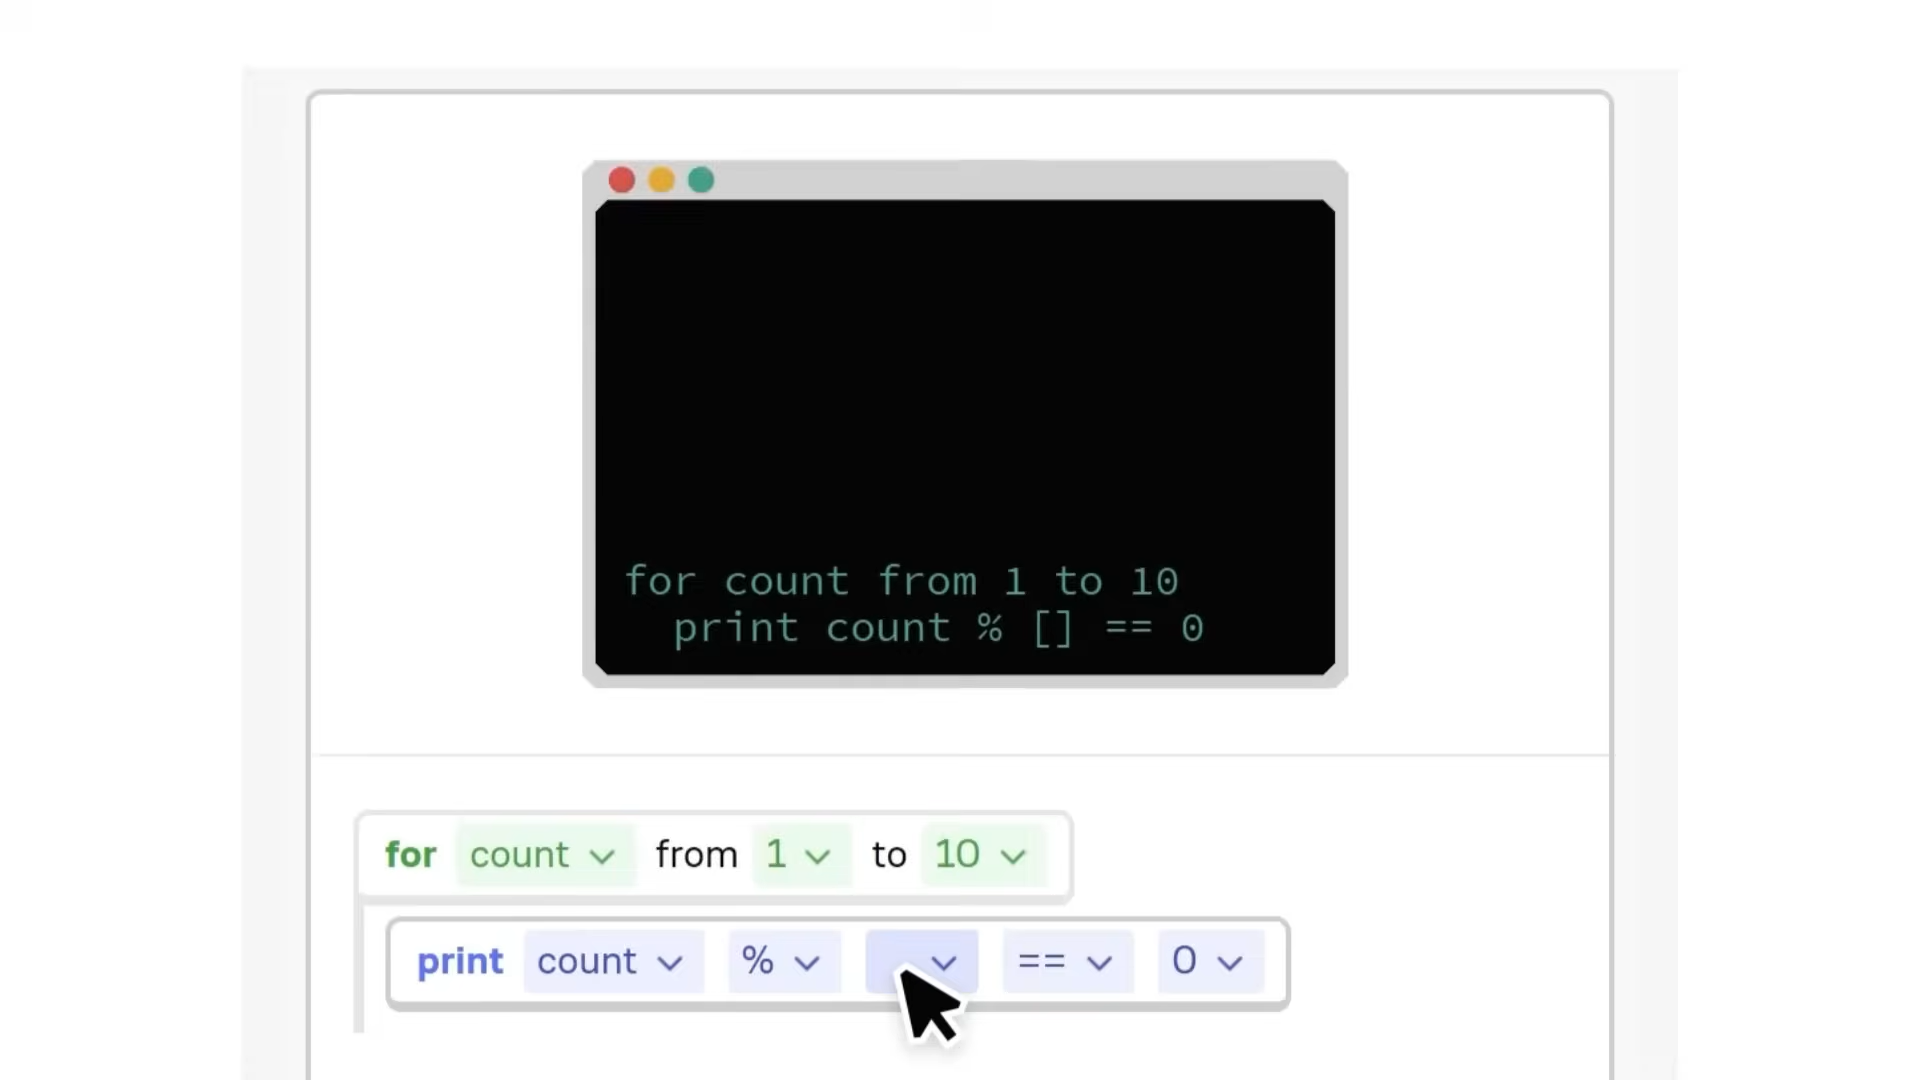 for count from 1 to 10
print count % [] == 0
for count from 1 to 10
print count % == 0